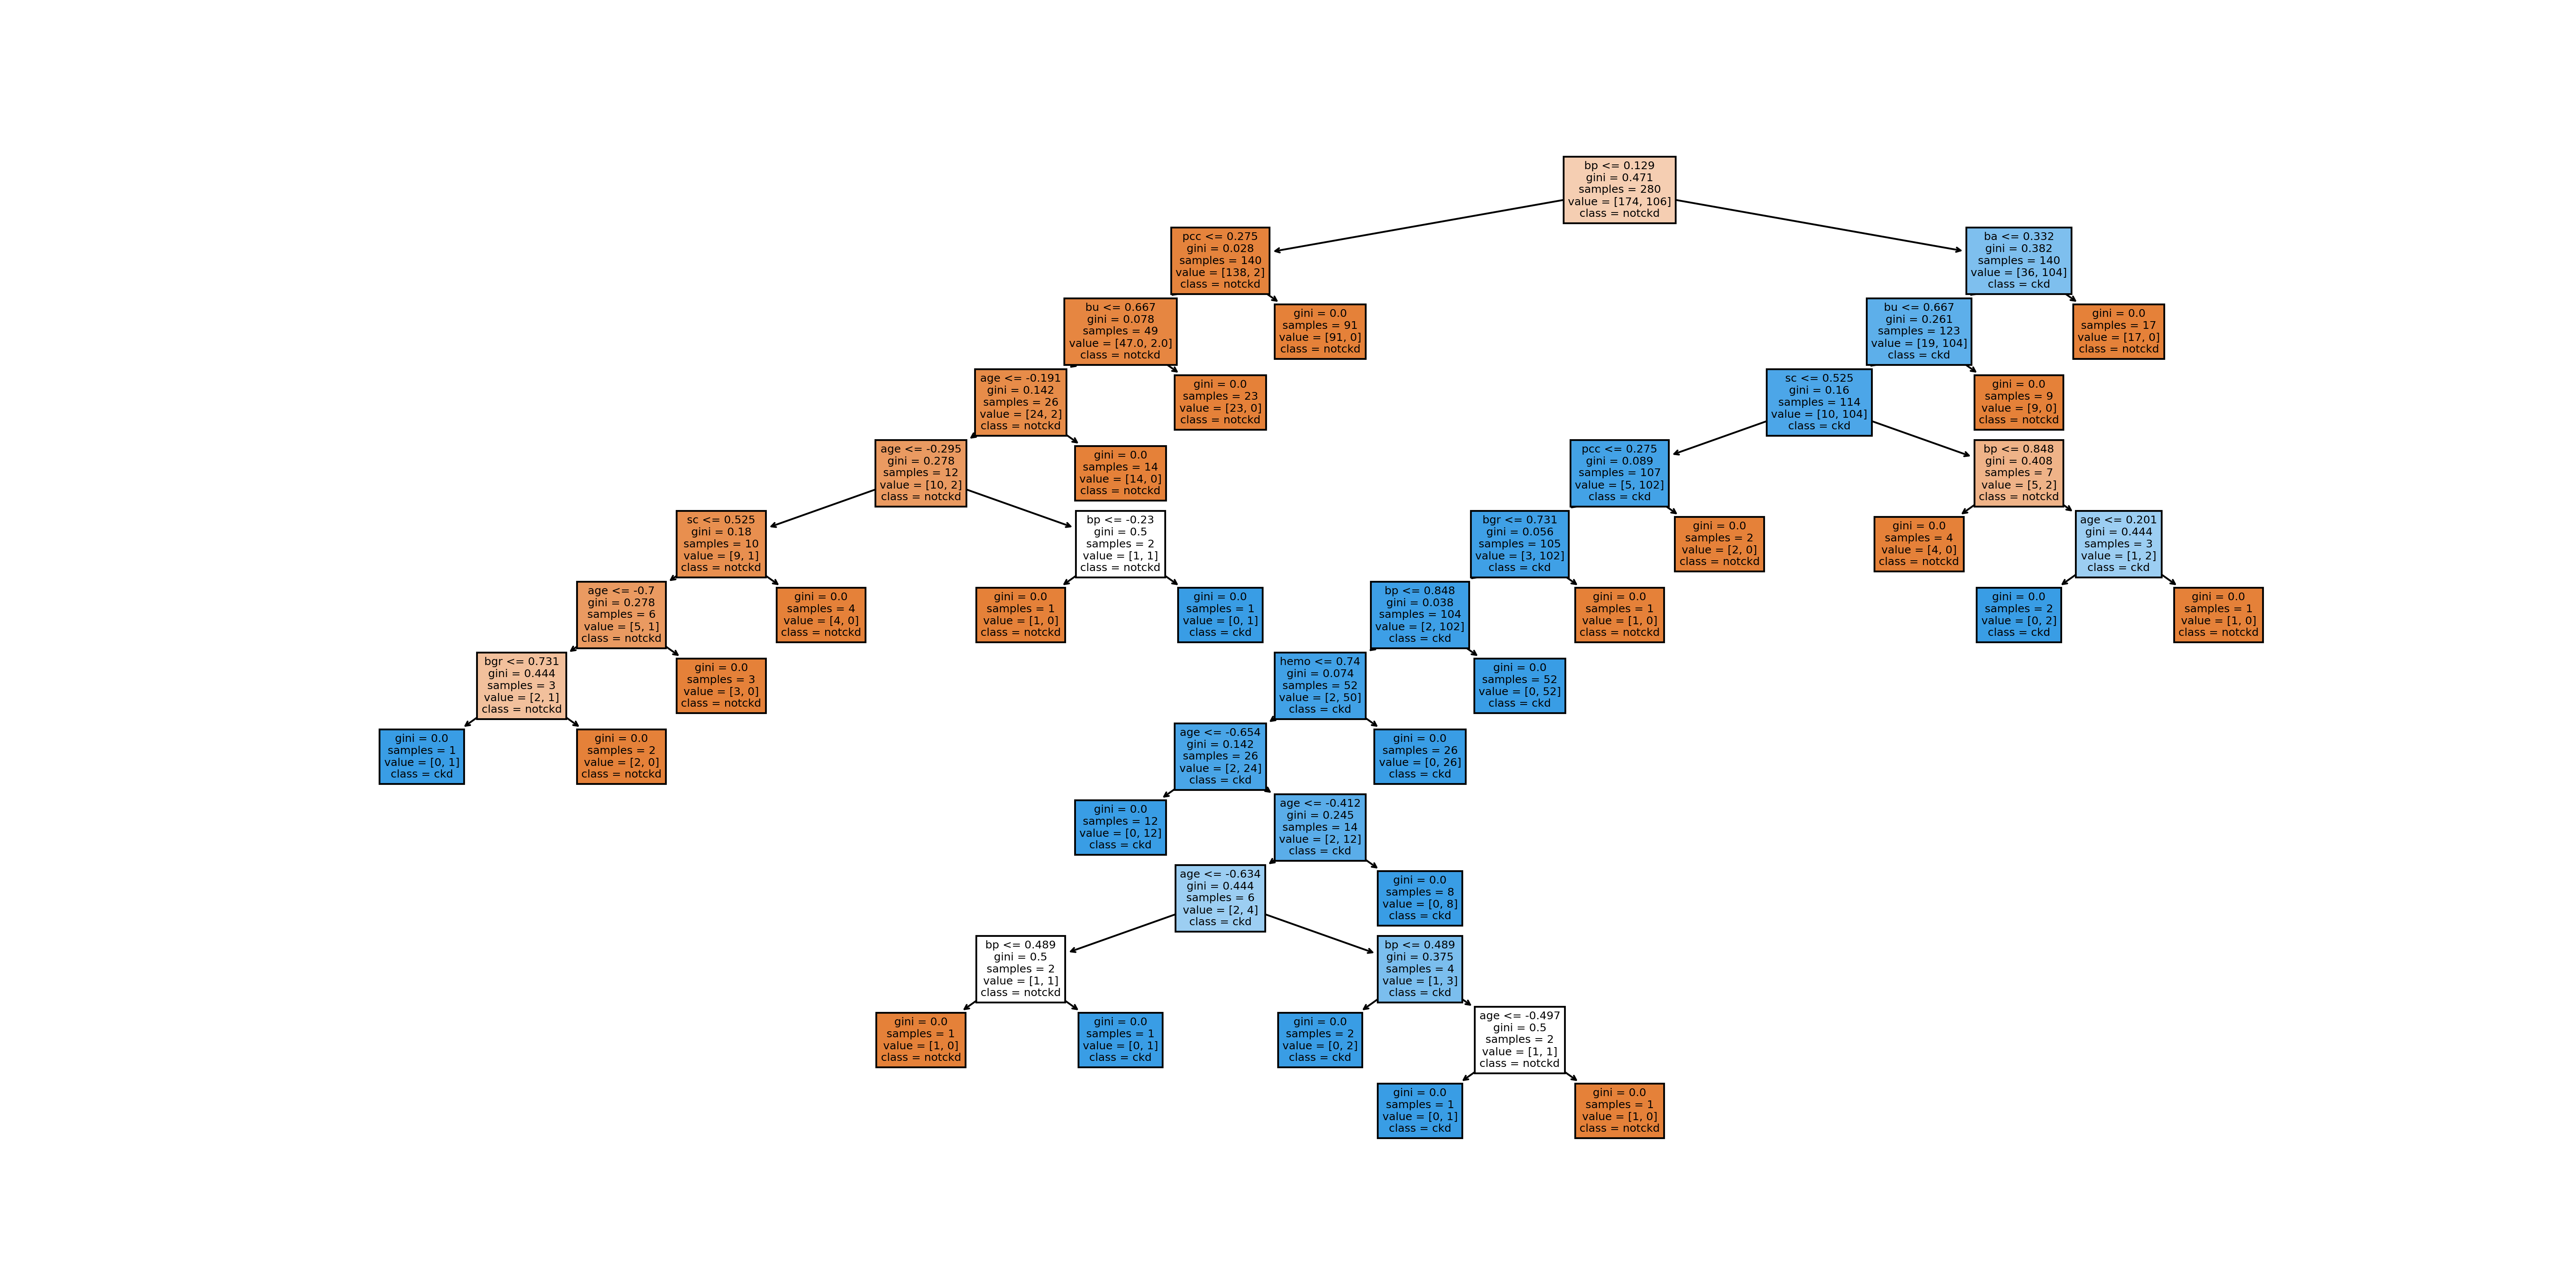 bp <= 0.129
gini = 0.471
samples = 280
value = [174, 106]
class = notckd
pcc <= 0.275
gini = 0.028
samples = 140
value = [138, 2]
class = notckd
ba <= 0.332
gini = 0.382
samples = 140
value = [36, 104]
class = ckd
bu <= 0.667
gini = 0.078
samples = 49
value = [47.0, 2.0]
class = notckd
gini = 0.0
samples = 91
value = [91, 0]
class = notckd
bu <= 0.667
gini = 0.261
samples = 123
value = [19, 104]
class = ckd
gini = 0.0
samples = 17
value = [17, 0]
class = notckd
age <= -0.191
gini = 0.142
samples = 26
value = [24, 2]
class = notckd
gini = 0.0
samples = 23
value = [23, 0]
class = notckd
sc <= 0.525
gini = 0.16
samples = 114
value = [10, 104]
class = ckd
gini = 0.0
samples = 9
value = [9, 0]
class = notckd
age <= -0.295
gini = 0.278
samples = 12
value = [10, 2]
class = notckd
gini = 0.0
samples = 14
value = [14, 0]
class = notckd
pcc <= 0.275
gini = 0.089
samples = 107
value = [5, 102]
class = ckd
bp <= 0.848
gini = 0.408
samples = 7
value = [5, 2]
class = notckd
sc <= 0.525
gini = 0.18
samples = 10
value = [9, 1]
class = notckd
bp <= -0.23
gini = 0.5
samples = 2
value = [1, 1]
class = notckd
bgr <= 0.731
gini = 0.056
samples = 105
value = [3, 102]
class = ckd
gini = 0.0
samples = 2
value = [2, 0]
class = notckd
gini = 0.0
samples = 4
value = [4, 0]
class = notckd
age <= 0.201
gini = 0.444
samples = 3
value = [1, 2]
class = ckd
age <= -0.7
gini = 0.278
samples = 6
value = [5, 1]
class = notckd
gini = 0.0
samples = 4
value = [4, 0]
class = notckd
gini = 0.0
samples = 1
value = [1, 0]
class = notckd
gini = 0.0
samples = 1
value = [0, 1]
class = ckd
bp <= 0.848
gini = 0.038
samples = 104
value = [2, 102]
class = ckd
gini = 0.0
samples = 1
value = [1, 0]
class = notckd
gini = 0.0
samples = 2
value = [0, 2]
class = ckd
gini = 0.0
samples = 1
value = [1, 0]
class = notckd
bgr <= 0.731
gini = 0.444
samples = 3
value = [2, 1]
class = notckd
gini = 0.0
samples = 3
value = [3, 0]
class = notckd
hemo <= 0.74
gini = 0.074
samples = 52
value = [2, 50]
class = ckd
gini = 0.0
samples = 52
value = [0, 52]
class = ckd
gini = 0.0
samples = 1
value = [0, 1]
class = ckd
gini = 0.0
samples = 2
value = [2, 0]
class = notckd
age <= -0.654
gini = 0.142
samples = 26
value = [2, 24]
class = ckd
gini = 0.0
samples = 26
value = [0, 26]
class = ckd
gini = 0.0
samples = 12
value = [0, 12]
class = ckd
age <= -0.412
gini = 0.245
samples = 14
value = [2, 12]
class = ckd
age <= -0.634
gini = 0.444
samples = 6
value = [2, 4]
class = ckd
gini = 0.0
samples = 8
value = [0, 8]
class = ckd
bp <= 0.489
gini = 0.5
samples = 2
value = [1, 1]
class = notckd
bp <= 0.489
gini = 0.375
samples = 4
value = [1, 3]
class = ckd
gini = 0.0
samples = 1
value = [1, 0]
class = notckd
gini = 0.0
samples = 1
value = [0, 1]
class = ckd
gini = 0.0
samples = 2
value = [0, 2]
class = ckd
age <= -0.497
gini = 0.5
samples = 2
value = [1, 1]
class = notckd
gini = 0.0
samples = 1
value = [0, 1]
class = ckd
gini = 0.0
samples = 1
value = [1, 0]
class = notckd